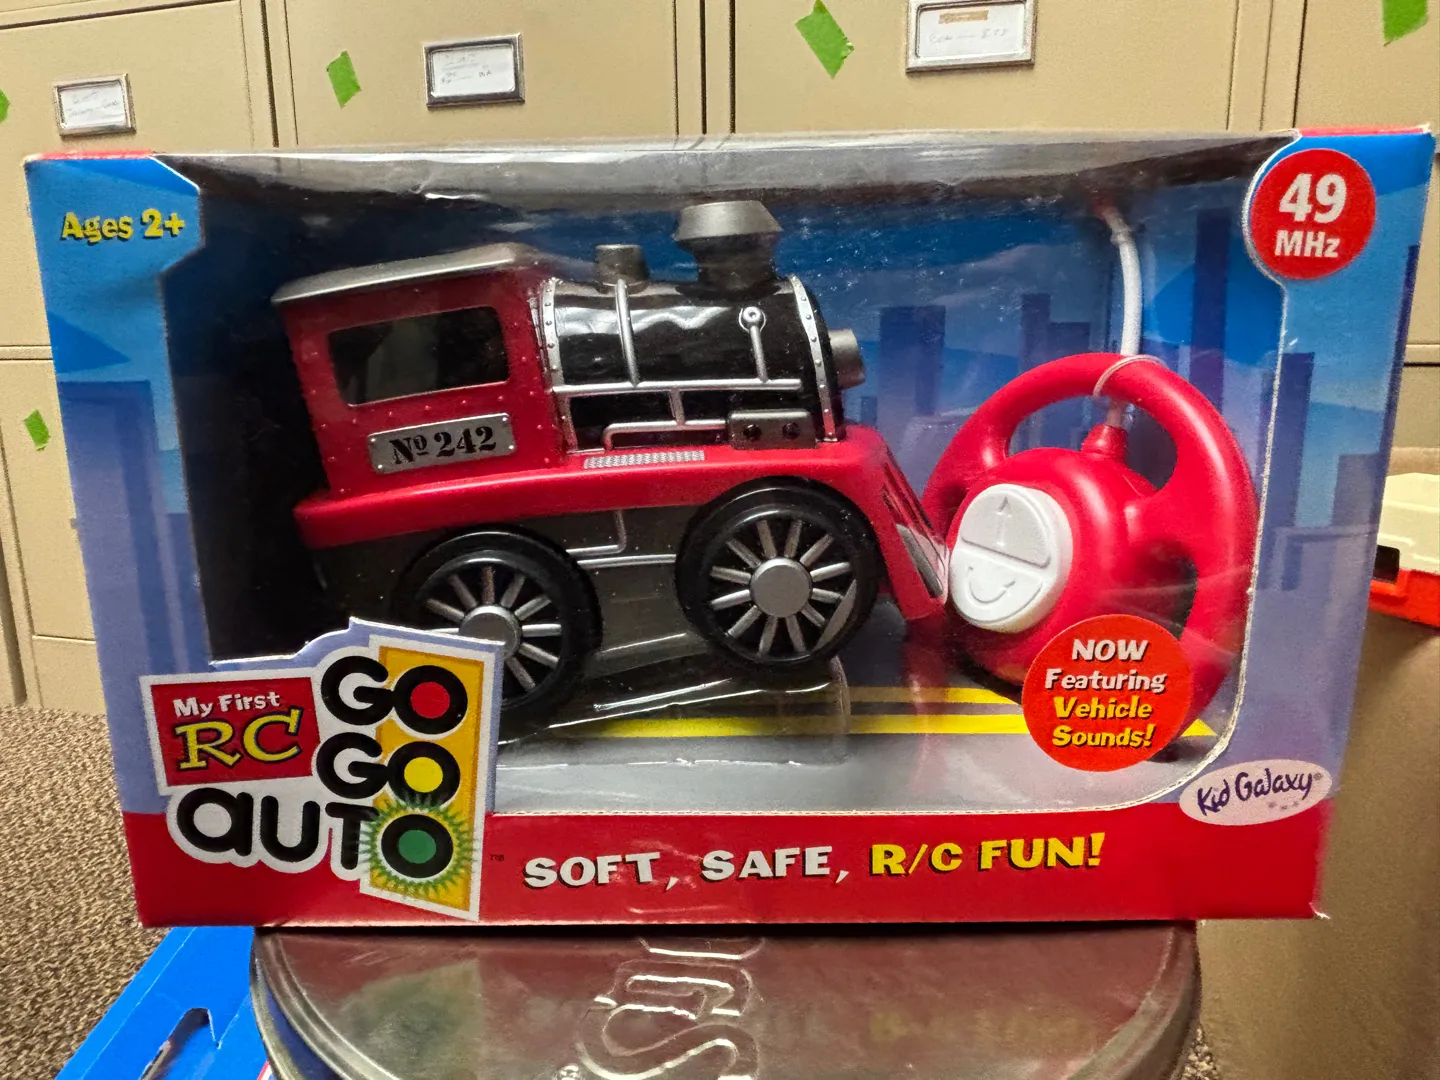 Ages 2+
49
MHz
Nº 242
My First
RC
GO
GO
AUTO
™
NOW
Featuring
Vehicle
Sounds!
Kid Galaxy®
SOFT, SAFE, R/C FUN!